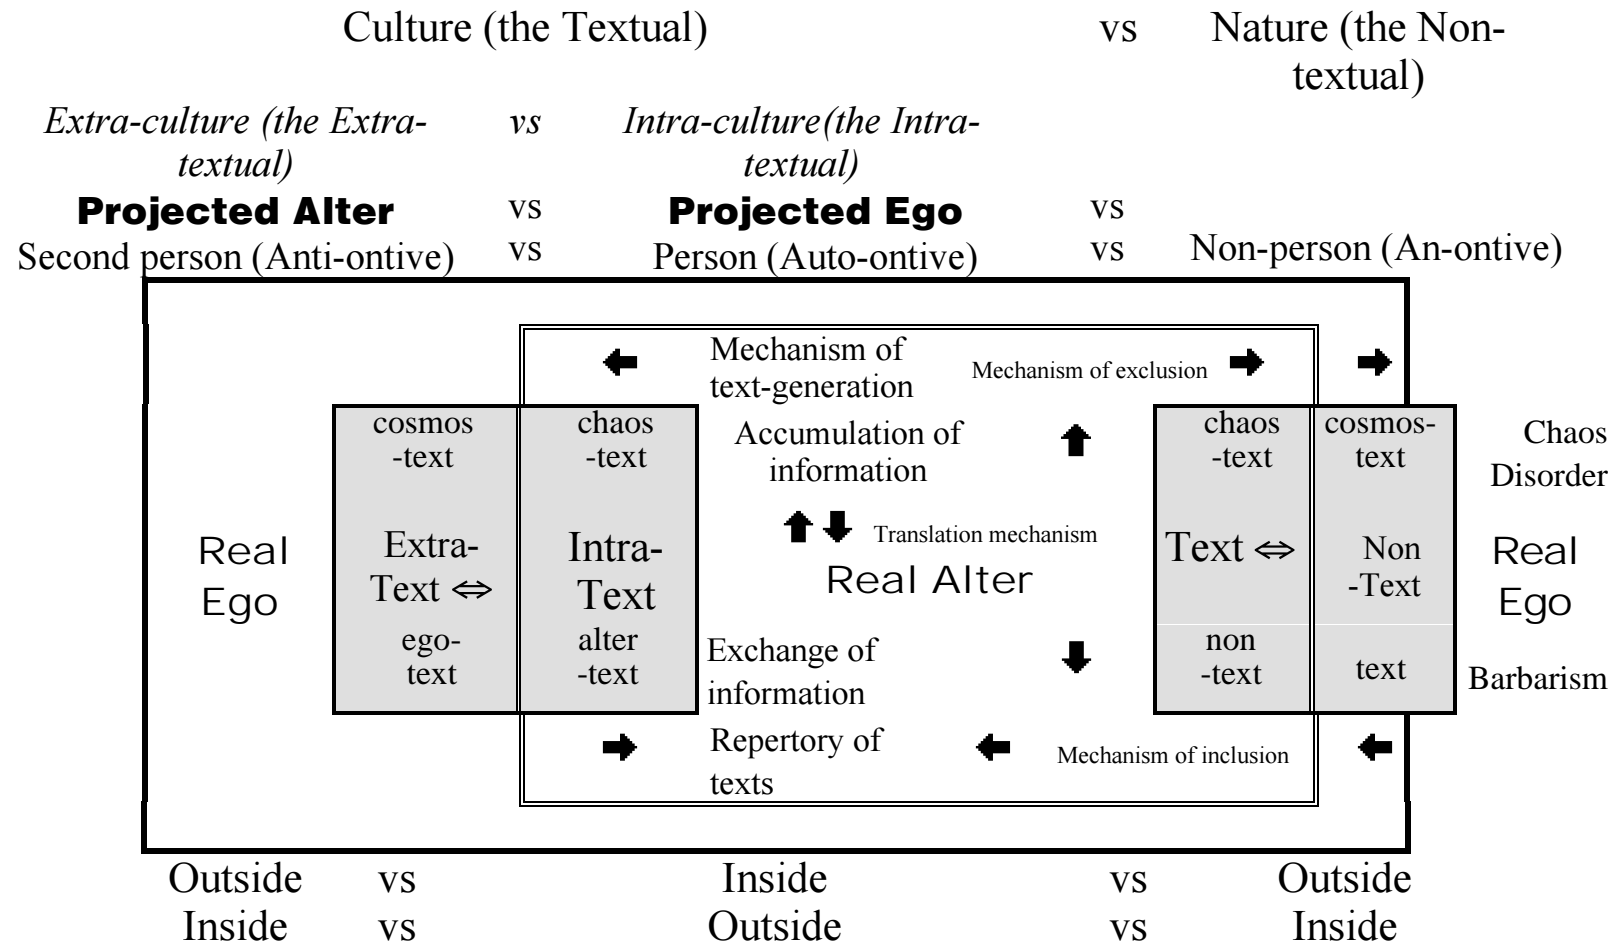 Culture (the Textual) vs Nature (the Non-
textual)
Extra-culture (the Extra- vs Intra-culture(the Intra-
textual) textual)
Projected Alter vs Projected Ego vs
Second person (Anti-ontive) vs Person (Auto-ontive) vs Non-person (An-ontive)
Mechanism of
text-generation
Mechanism of exclusion
cosmos
-text
chaos
-text
Accumulation of
information
chaos
-text
cosmos-
text
Chaos
Disorder
Real
Ego
Extra-
Text ⇔
Intra-
Text
Translation mechanism
Real Alter
Text ⇔
Non
-Text
Real
Ego
ego-
text
alter
-text
Exchange of
information
non
-text
text
Barbarism
Repertory of
texts
Mechanism of inclusion
Outside vs Inside vs Outside
Inside vs Outside vs Inside